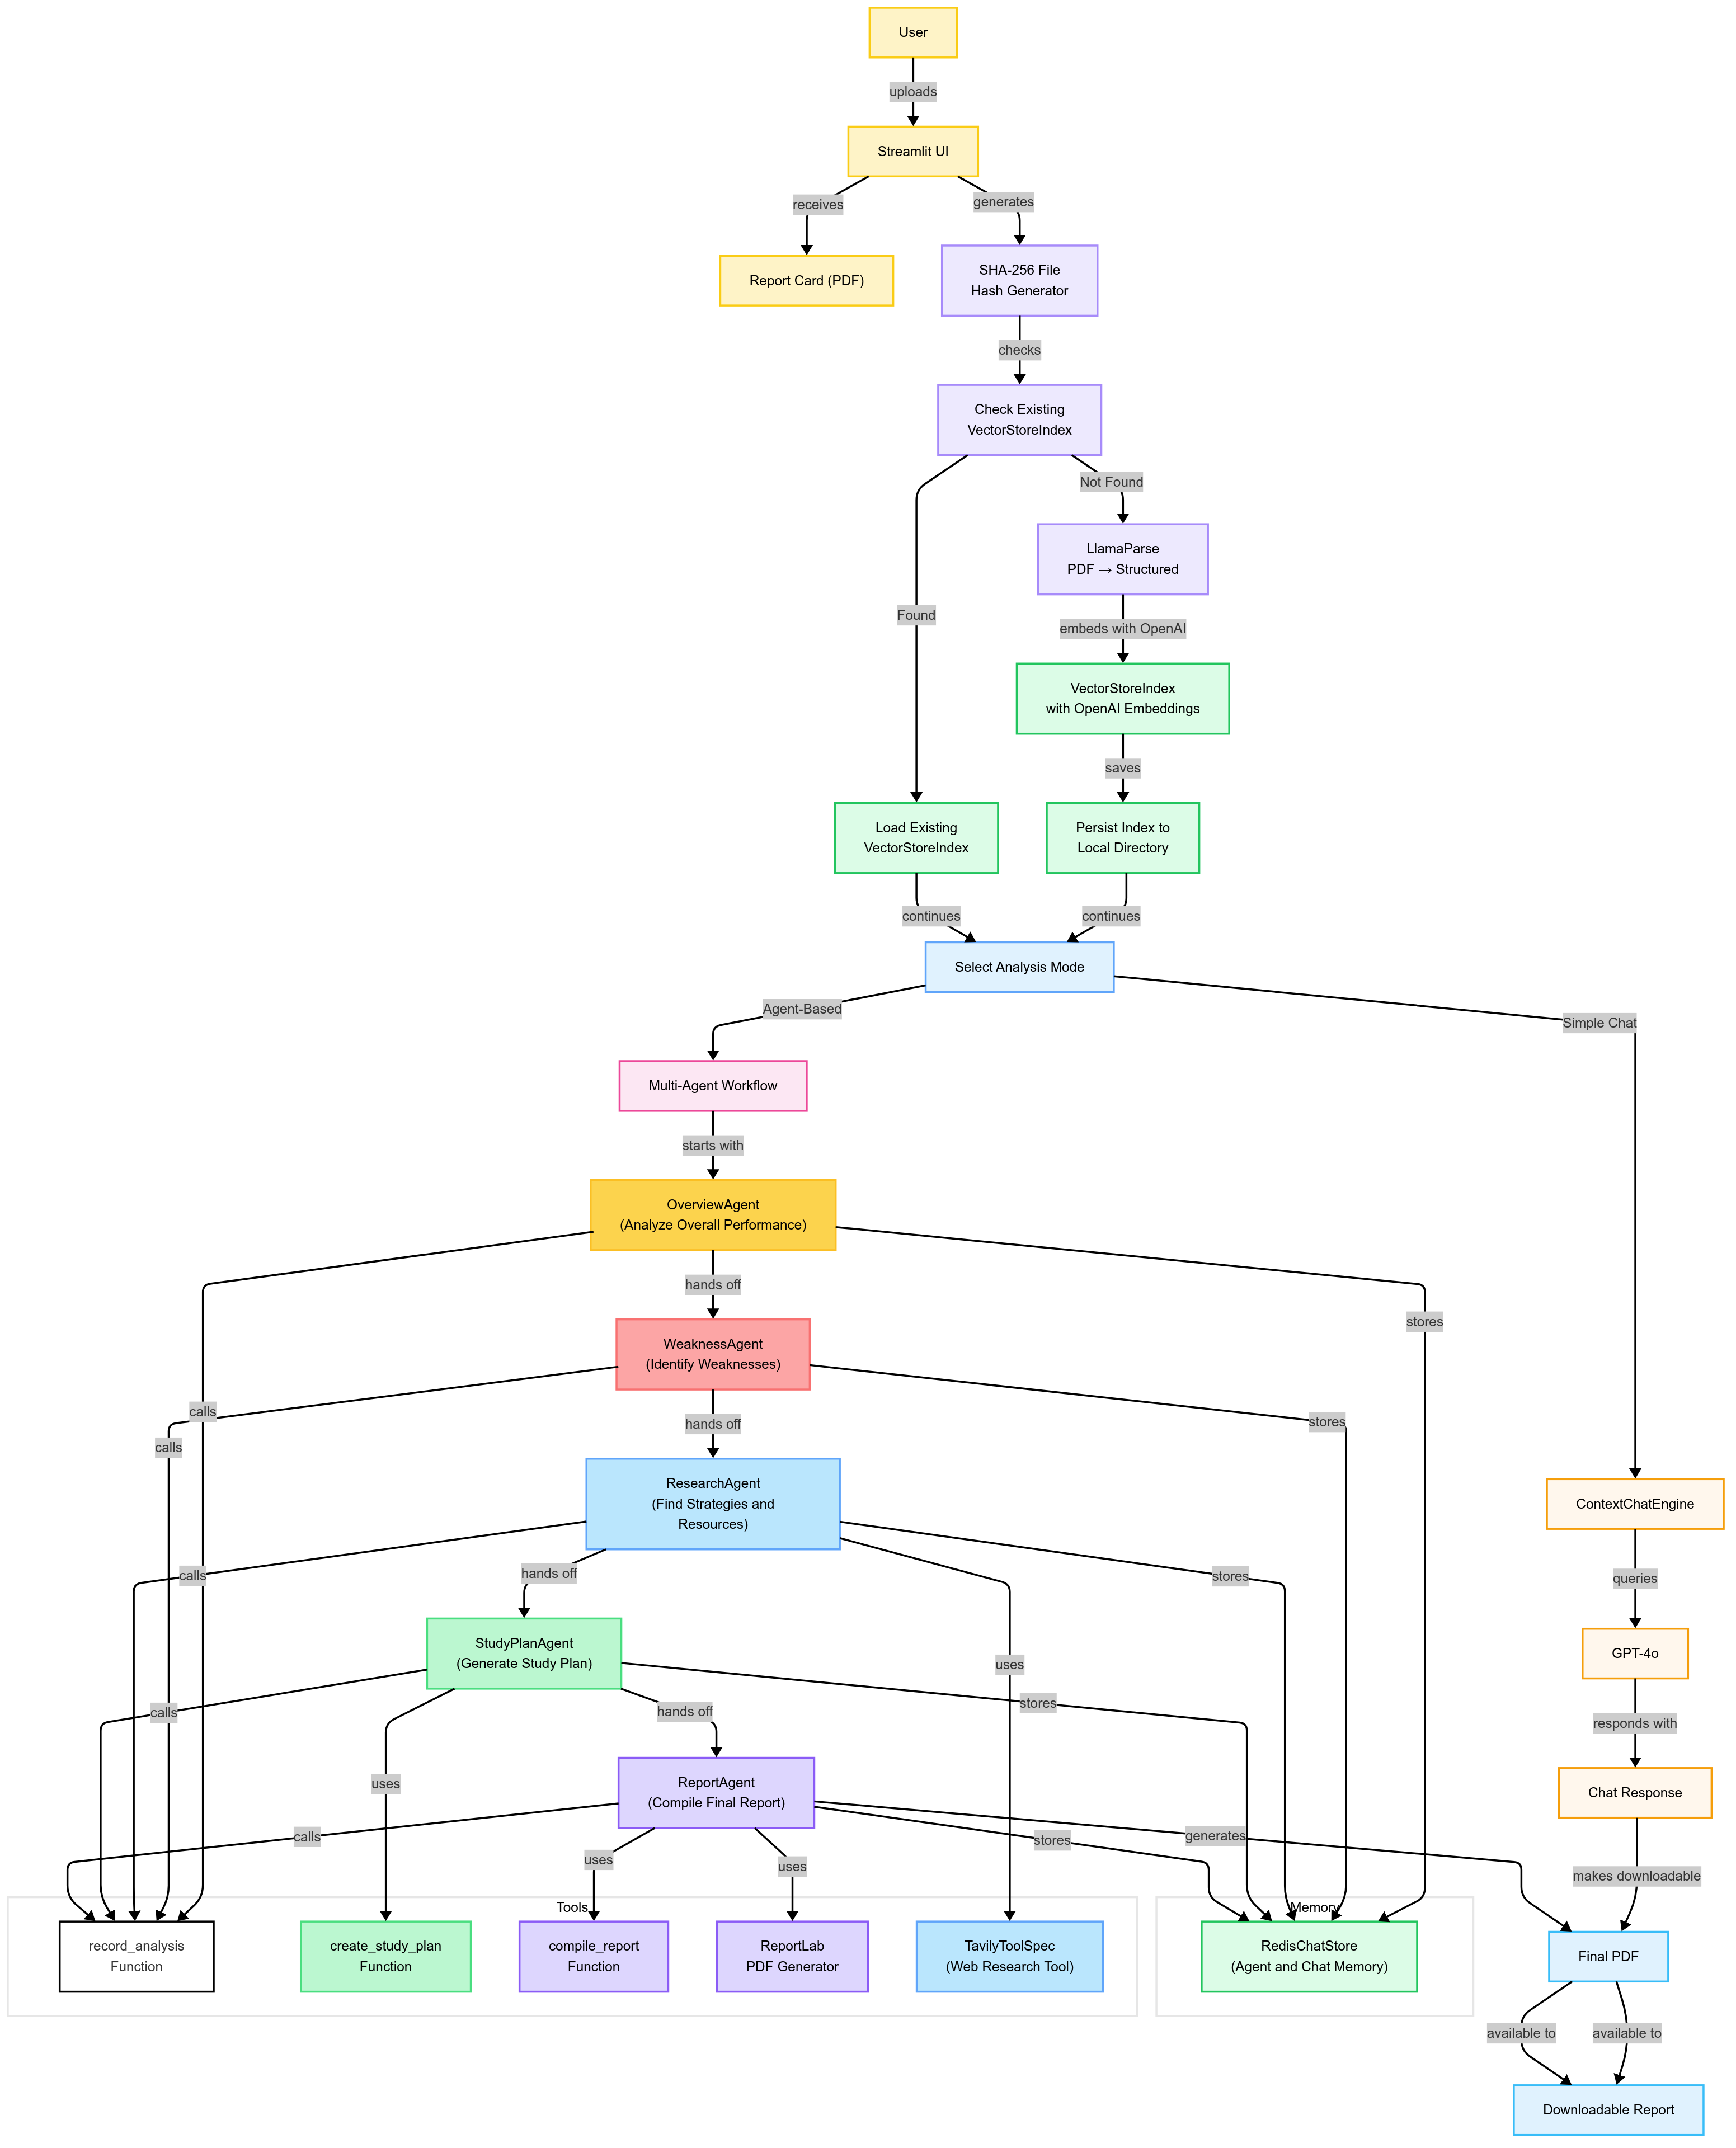 User
uploads
Streamlit UI
receives
generates
Report Card (PDF)
SHA-256 File
Hash Generator
checks
Check Existing
VectorStoreIndex
Not Found
LlamaParse
PDF → Structured
Found
embeds with OpenAI
VectorStoreIndex
with OpenAI Embeddings
saves
Load Existing
VectorStoreIndex
Persist Index to
Local Directory
continues
continues
Select Analysis Mode
Agent-Based
Simple Chat
Multi-Agent Workflow
starts with
OverviewAgent
(Analyze Overall Performance)
hands off
stores
WeaknessAgent
(Identify Weaknesses)
calls
hands off
stores
calls
ResearchAgent
(Find Strategies and
Resources)
ContextChatEngine
hands off
calls
stores
queries
StudyPlanAgent
(Generate Study Plan)
uses
GPT-4o
stores
calls
hands off
responds with
ReportAgent
(Compile Final Report)
uses
Chat Response
calls
generates
stores
uses
uses
makes downloadable
Tools
Memory
record_analysis
Function
create_study_plan
Function
compile_report
Function
ReportLab
PDF Generator
TavilyToolSpec
(Web Research Tool)
RedisChatStore
(Agent and Chat Memory)
Final PDF
available to
available to
Downloadable Report